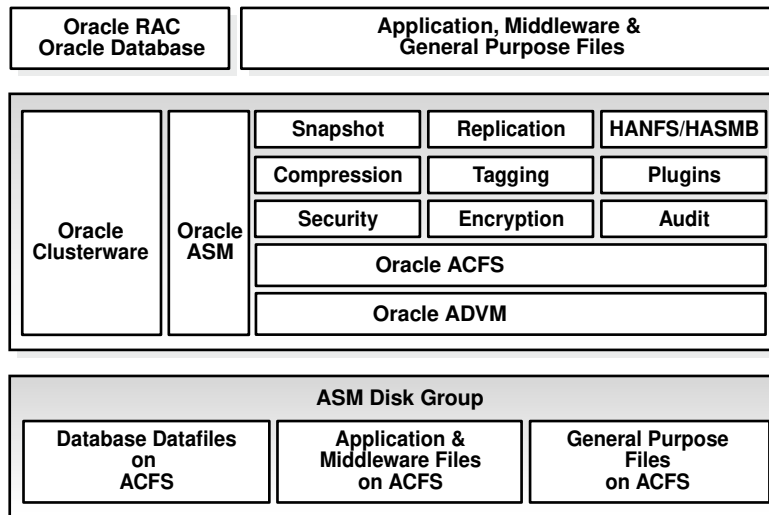 Oracle RAC
Oracle Database
Application, Middleware &
General Purpose Files
Oracle
Clusterware
Oracle
ASM
Snapshot
Replication
HANFS/HASMB
Compression
Tagging
Plugins
Security
Encryption
Audit
Oracle ACFS
Oracle ADVM
ASM Disk Group
Database Datafiles
on
ACFS
Application &
Middleware Files
on ACFS
General Purpose
Files
on ACFS